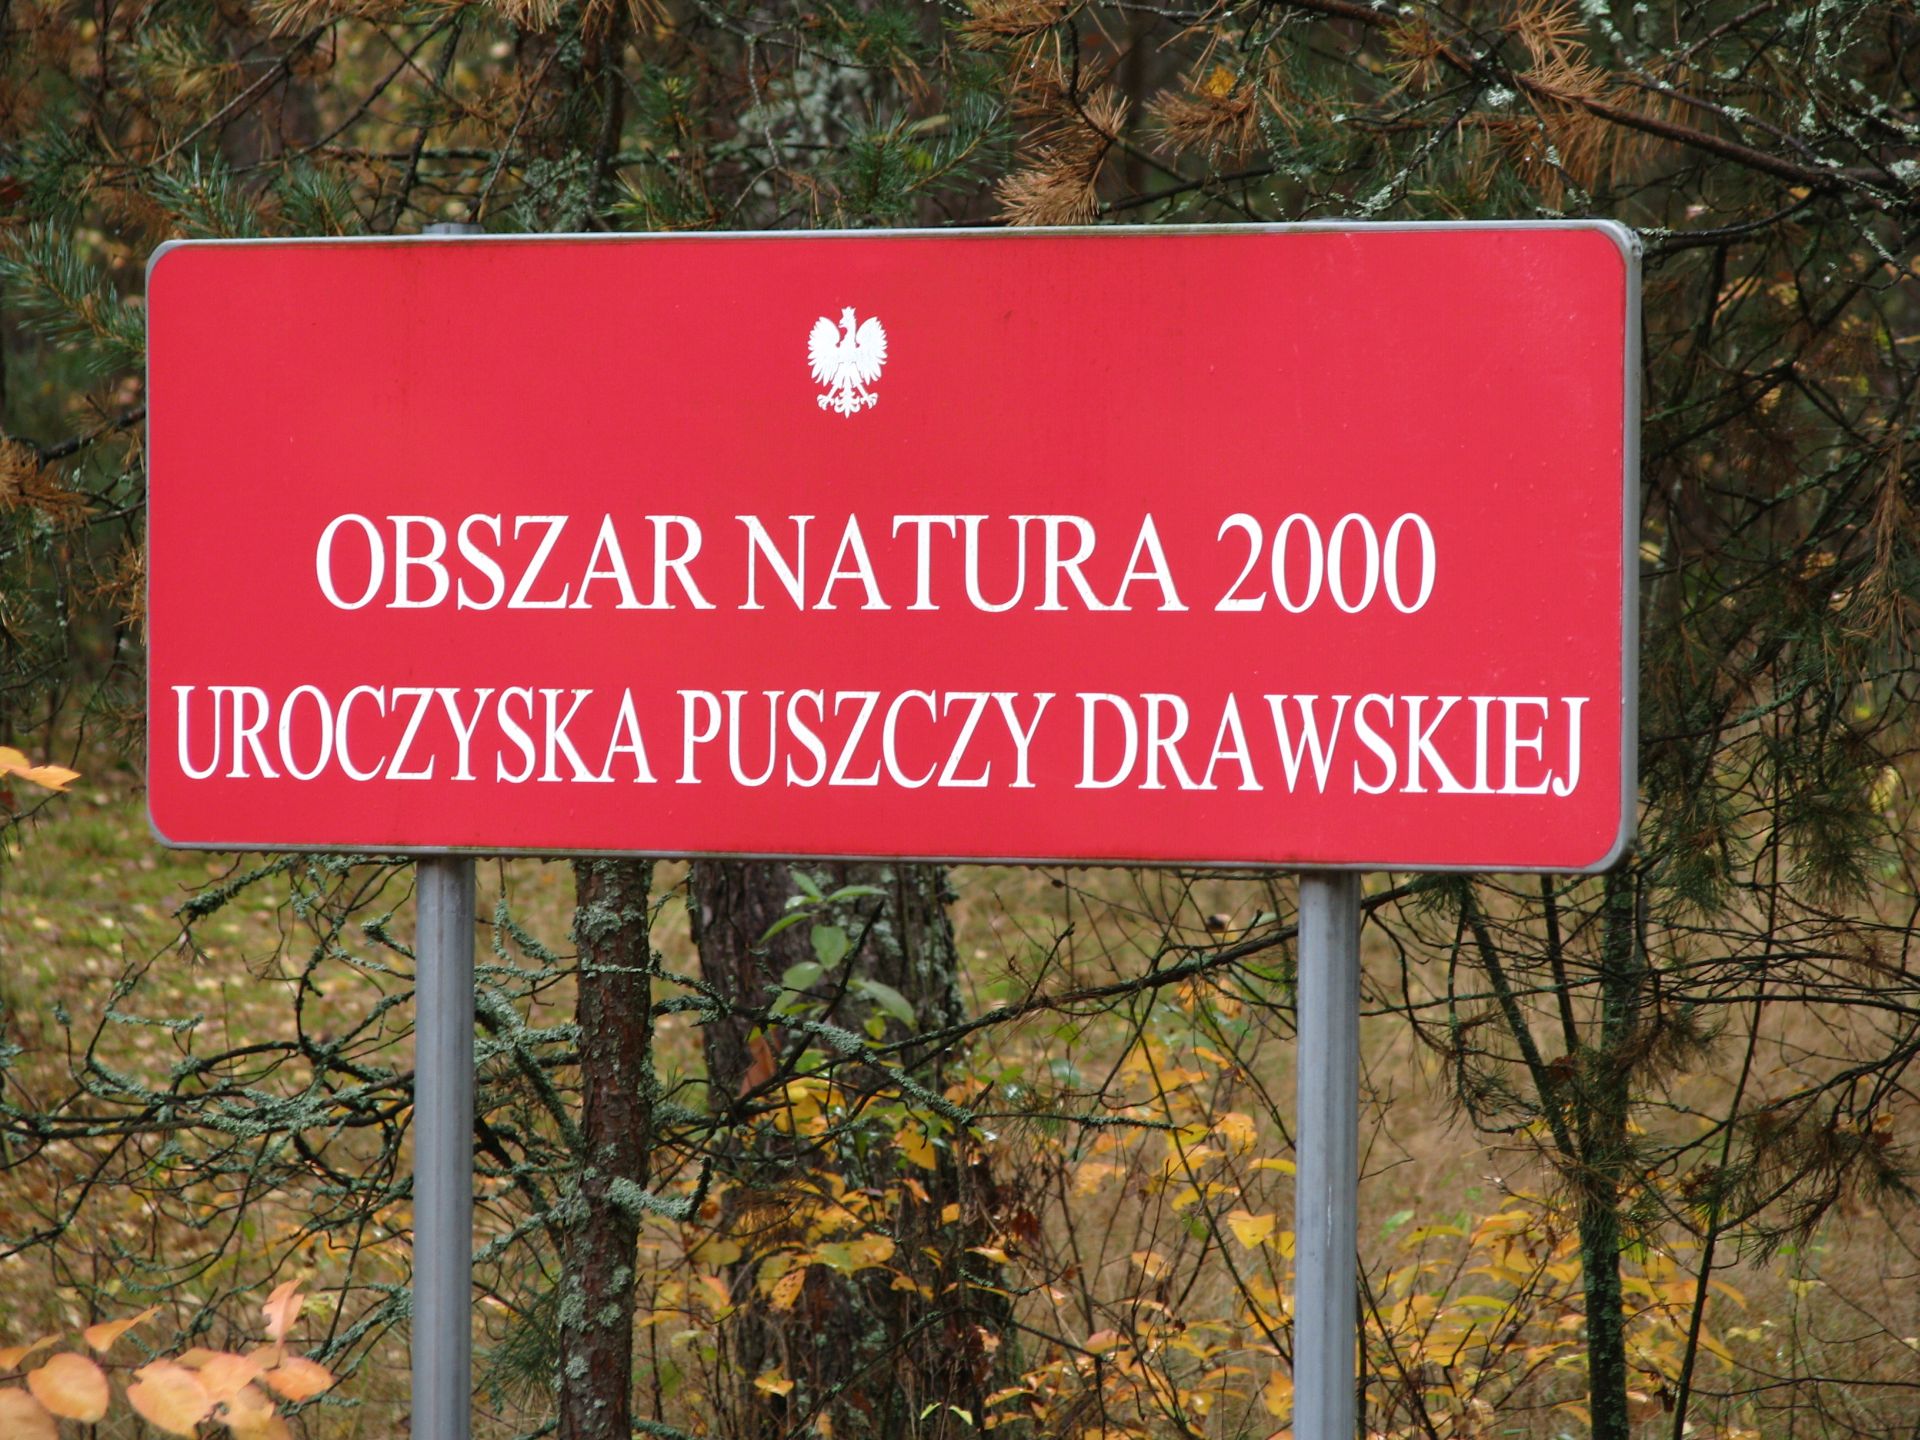 OBSZAR NATURA 2000
UROCZYSKA PUSZCZY DRAWSKIEJ